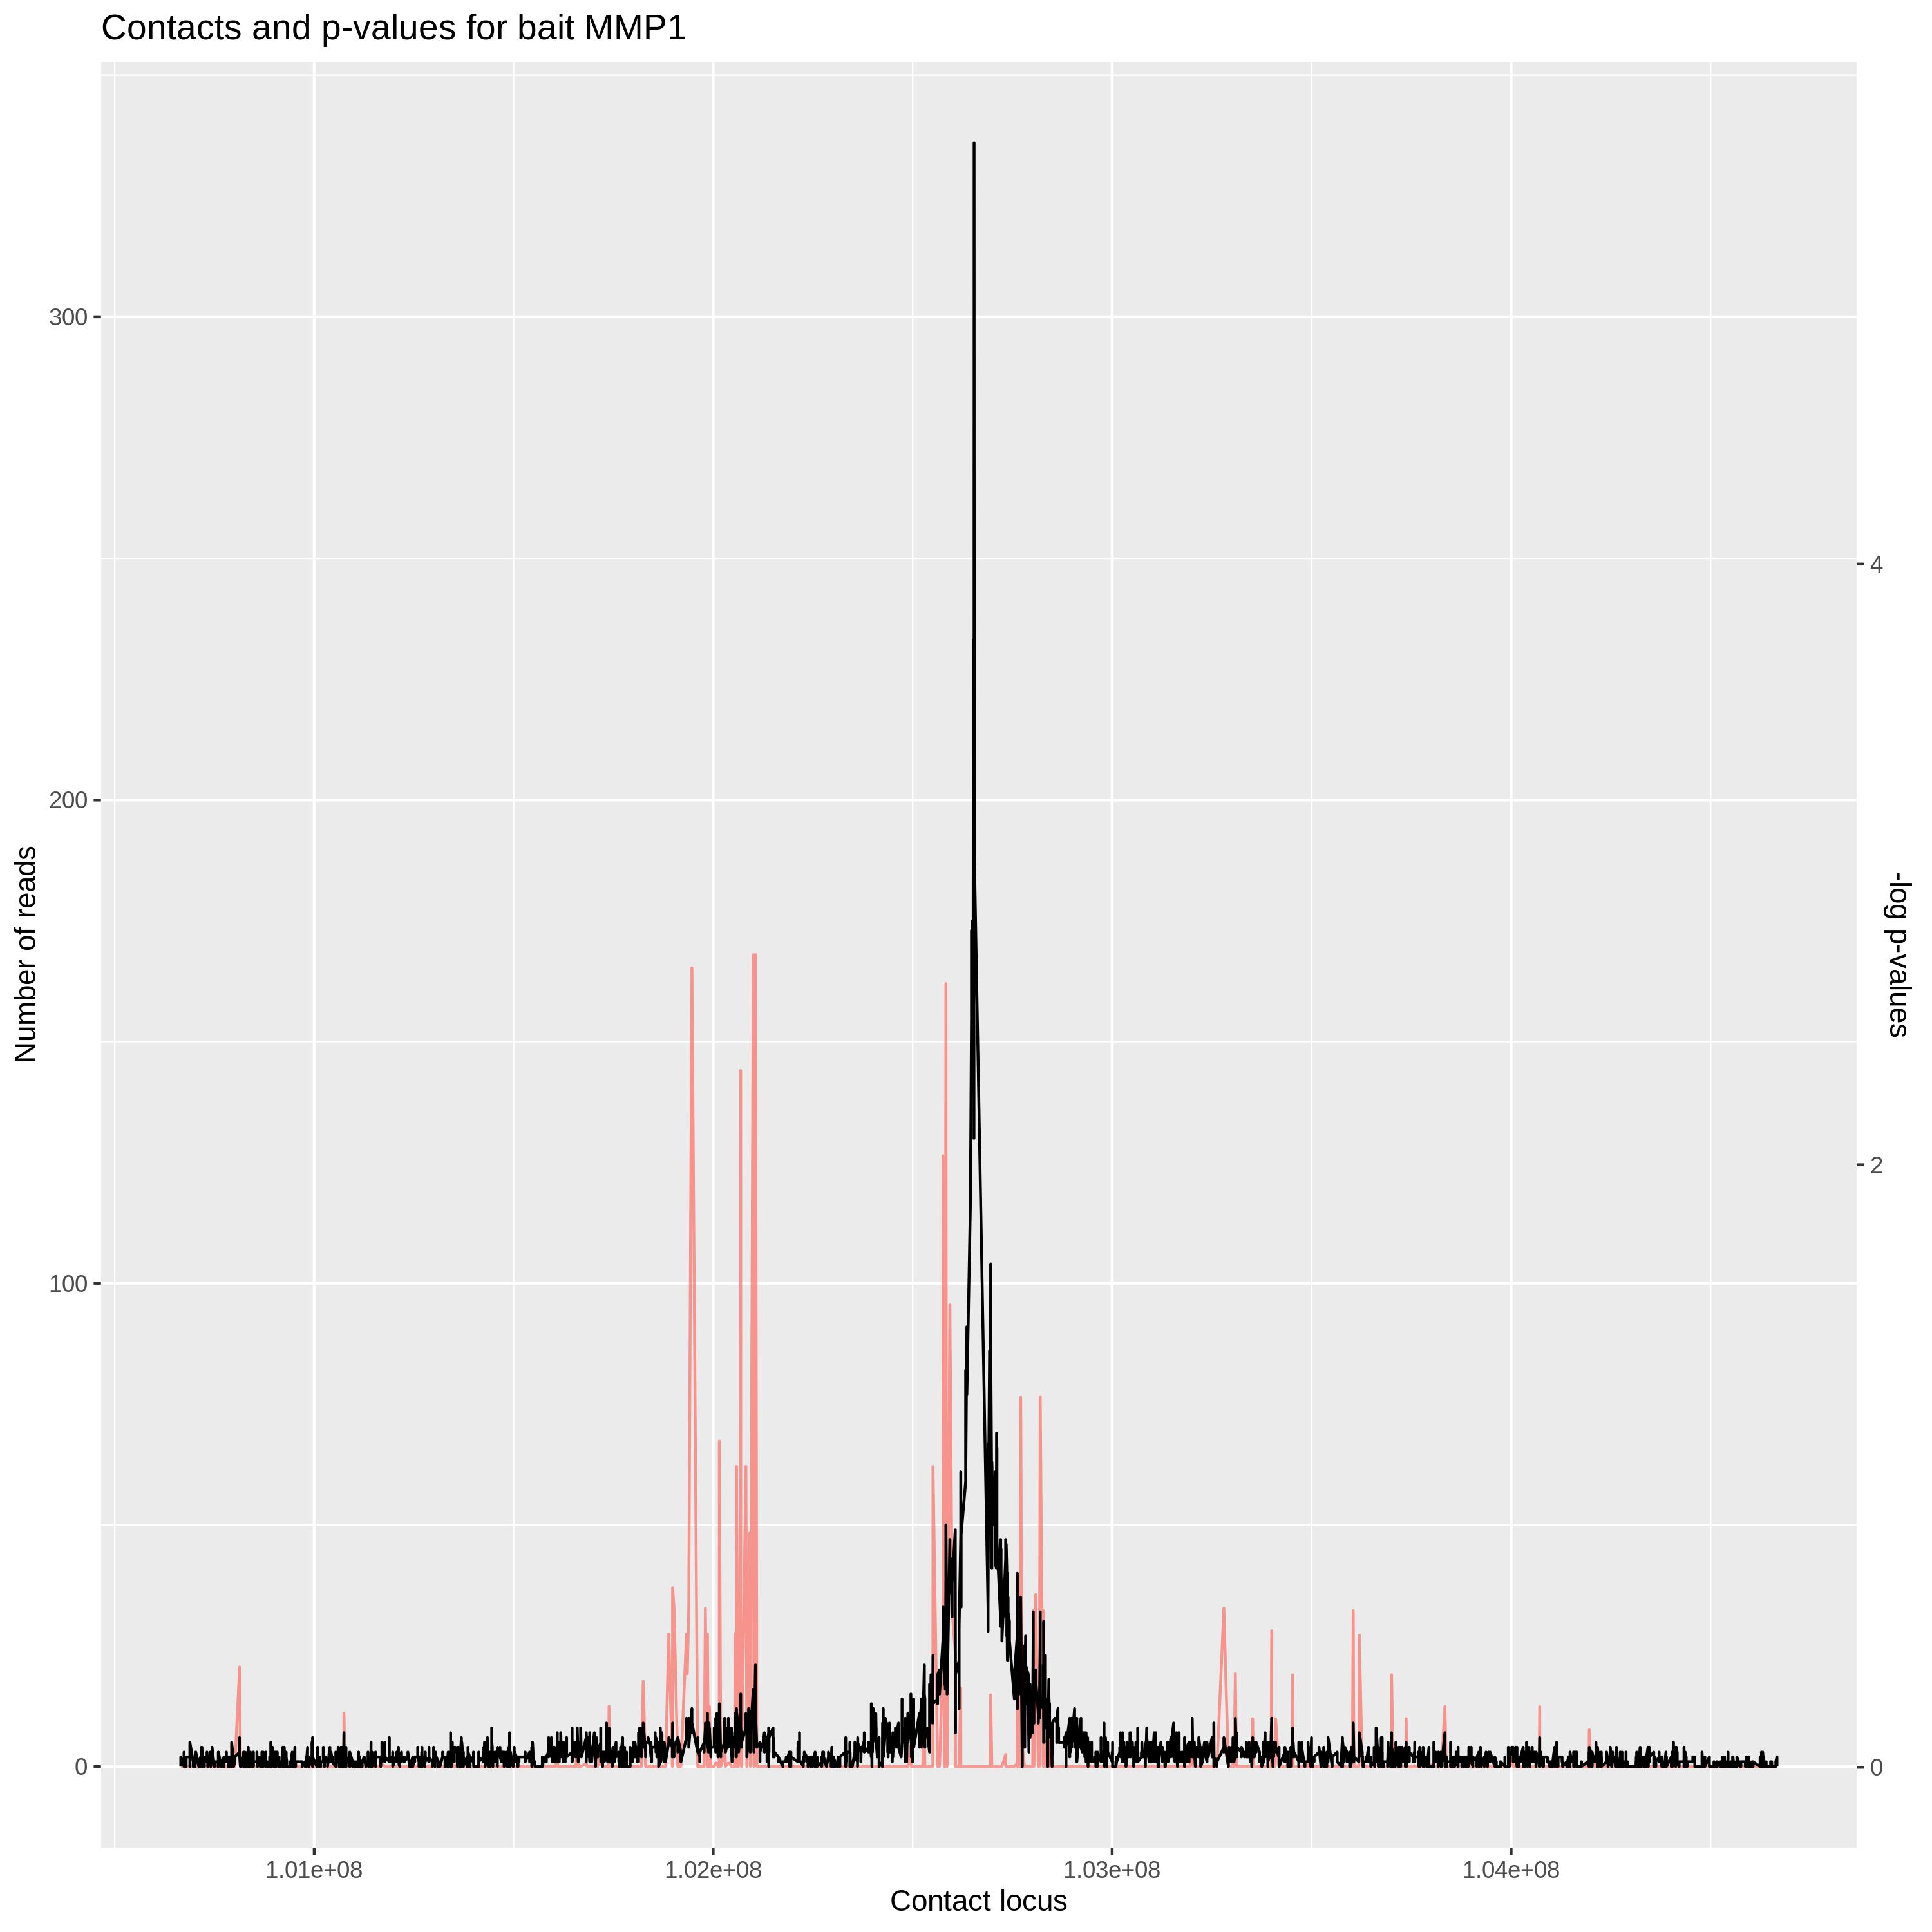 Contacts and p-values for bait MMP1
Number of reads
300
200
100
0
4
2
0
-log p-values
1.01e+08
1.02e+08
1.03e+08
1.04e+08
Contact locus